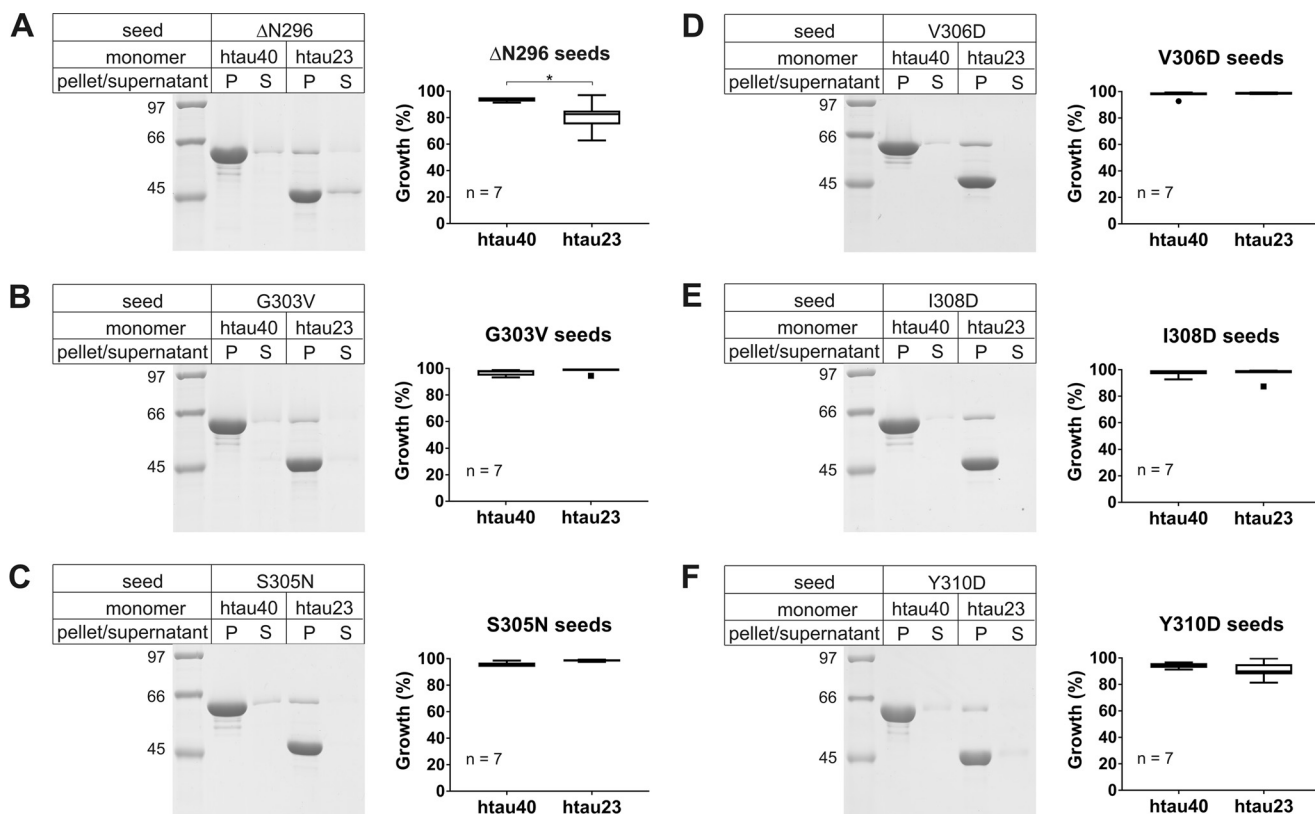 A
seed ΔN296
monomer htau40 htau23
pellet/supernatant P S P S
97
66
45
ΔN296 seeds
*
Growth (%)
100
80
60
40
20
0
n = 7
htau40 htau23
B
seed G303V
monomer htau40 htau23
pellet/supernatant P S P S
97
66
45
G303V seeds
Growth (%)
100
80
60
40
20
0
n = 7
htau40 htau23
C
seed S305N
monomer htau40 htau23
pellet/supernatant P S P S
97
66
45
S305N seeds
Growth (%)
100
80
60
40
20
0
n = 7
htau40 htau23
D
seed V306D
monomer htau40 htau23
pellet/supernatant P S P S
97
66
45
V306D seeds
Growth (%)
100
80
60
40
20
0
n = 7
htau40 htau23
E
seed I308D
monomer htau40 htau23
pellet/supernatant P S P S
97
66
45
I308D seeds
Growth (%)
100
80
60
40
20
0
n = 7
htau40 htau23
F
seed Y310D
monomer htau40 htau23
pellet/supernatant P S P S
97
66
45
Y310D seeds
Growth (%)
100
80
60
40
20
0
n = 7
htau40 htau23